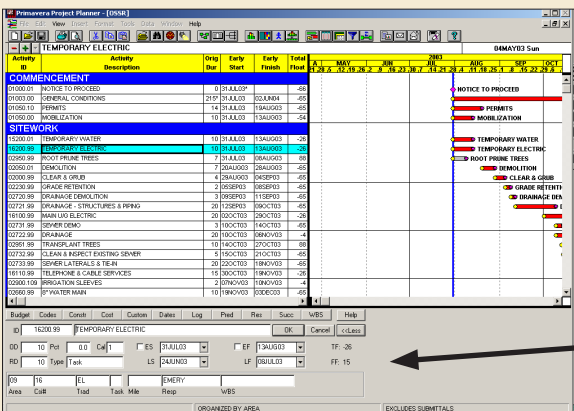 Primavera Project Planner - [OSSR]
File Edit View Insert Format Tools Data Window Help
TEMPORARY ELECTRIC 04MAY03 Sun
Activity ID Activity Description Orig Dur Early Start Early Finish Total Float 2003
A MAY JUN JUL AUG SEP OCT
COMMENCEMENT
01000.01 NOTICE TO PROCEED 0 31JUL03* -66 NOTICE TO PROCEED
01003.00 GENERAL CONDITIONS 215* 31JUL03 02JUN04 -65
01050.10 PERMITS 14 31JUL03 19AUG03 -65 PERMITS
01050.00 MOBILIZATION 10 31JUL03 13AUG03 -54 MOBILIZATION
SITEWORK
15200.01 TEMPORARY WATER 10 31JUL03 13AUG03 -26 TEMPORARY WATER
16200.99 TEMPORARY ELECTRIC 10 31JUL03 13AUG03 -26 TEMPORARY ELECTRIC
02950.99 ROOT PRUNE TREES 7 31JUL03 08AUG03 88 ROOT PRUNE TREES
02050.01 DEMOLITION 7 20AUG03 28AUG03 -65 DEMOLITION
02000.99 CLEAR & GRUB 4 29AUG03 04SEP03 -65 CLEAR & GRUB
02230.99 GRADE RETENTION 2 05SEP03 08SEP03 -65 GRADE RETENTI
02720.99 DRAINAGE DEMOLITION 3 09SEP03 11SEP03 -65 DRAINAGE DEM
02721.99 DRAINAGE - STRUCTURES & PIPING 20 12SEP03 09OCT03 -65
16100.99 MAIN U/G ELECTRIC 20 02OCT03 29OCT03 -26
02731.99 SEWER DEMO 3 10OCT03 14OCT03 -65
02722.99 DRAINAGE 20 10OCT03 06NOV03 -4
02951.99 TRANSPLANT TREES 10 14OCT03 27OCT03 88
02732.99 CLEAN & INSPECT EXISTING SEWER 5 15OCT03 21OCT03 -65
02733.99 SEWER LATERALS & TIE-IN 20 22OCT03 18NOV03 -65
16110.99 TELEPHONE & CABLE SERVICES 15 30OCT03 19NOV03 -26
02900.109 IRRIGATION SLEEVES 2 07NOV03 10NOV03 -4
02660.99 8" WATER MAIN 10 19NOV03 03DEC03 -65
Budget Codes Constr Cost Custom Dates Log Pred Res Succ WBS Help
ID 16200.99 TEMPORARY ELECTRIC OK Cancel <<Less
OD 10 Pct 0.0 Cal 1 ES 31JUL03 EF 13AUG03 TF: -26
RD 10 Type Task LS 24JUN03 LF 08JUL03 FF: 15
09 16 EL EMERY
Area Csi# Trad Task Mile Resp WBS
ORGANIZED BY AREA EXCLUDES SUBMITTALS